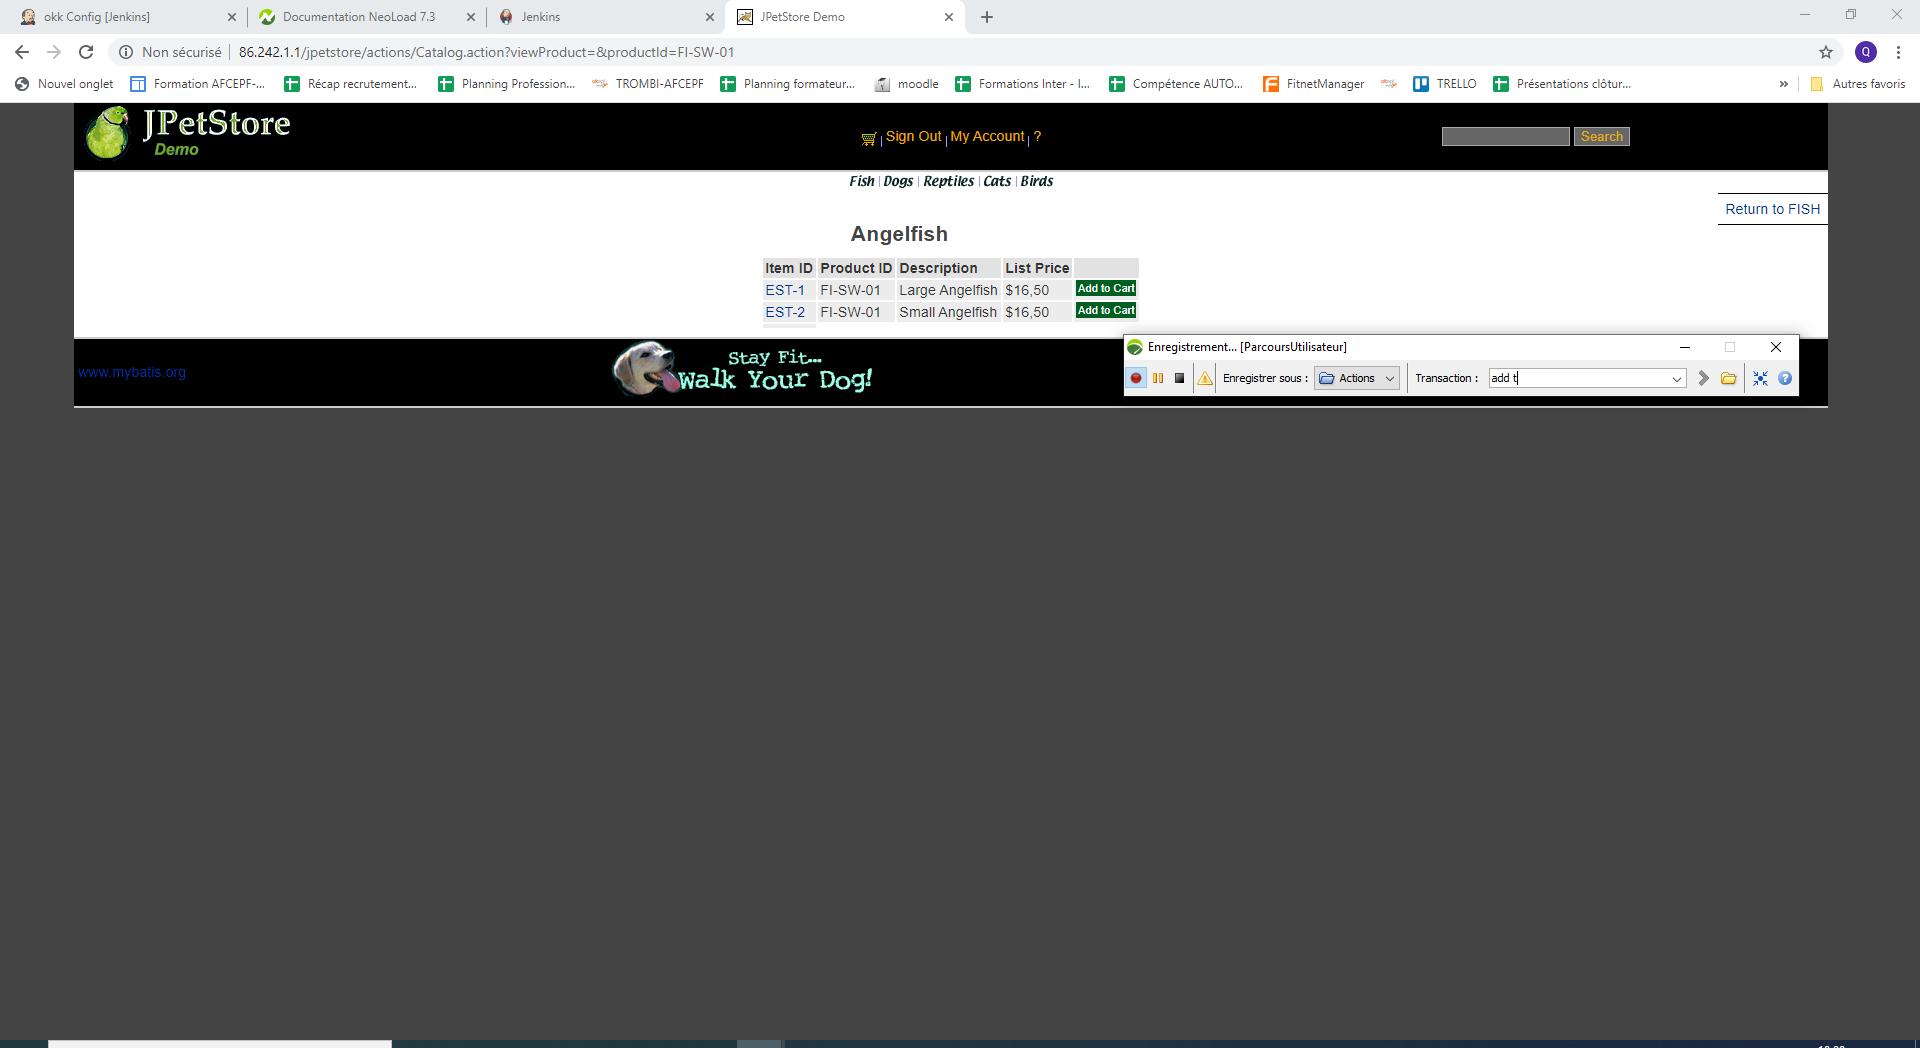 okk Config [Jenkins]
Documentation NeoLoad 7.3
Jenkins
JPetStore Demo
Non sécurisé
86.242.1.1/jpetstore/actions/Catalog.action?viewProduct=&productId=FI-SW-01
Q
Nouvel onglet
Formation AFCEPF-...
Récap recrutement...
Planning Profession...
TROMBI-AFCEPF
Planning formateur...
moodle
Formations Inter - I...
Compétence AUTO...
FitnetManager
TRELLO
Présentations clôtur...
»
Autres favoris
JPetStore
Demo
Sign Out | My Account | ?
Search
Fish | Dogs | Reptiles | Cats | Birds
Return to FISH
Angelfish
Item ID Product ID Description List Price
EST-1 FI-SW-01 Large Angelfish $16,50 Add to Cart
EST-2 FI-SW-01 Small Angelfish $16,50 Add to Cart
www.mybatis.org
Stay Fit...
Walk Your Dog!
Enregistrement... [ParcoursUtilisateur]
Enregistrer sous : Actions Transaction : add t